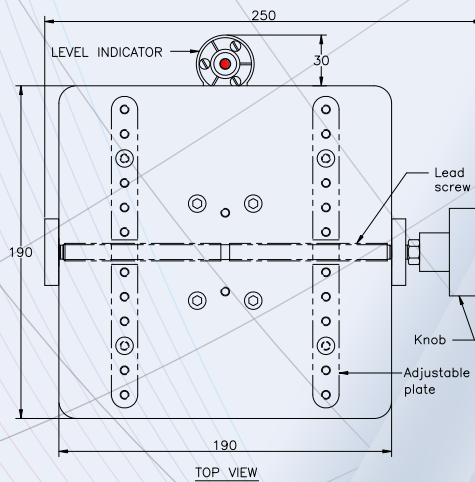 250
LEVEL INDICATOR
30
Lead
screw
190
Knob
Adjustable
plate
190
TOP VIEW